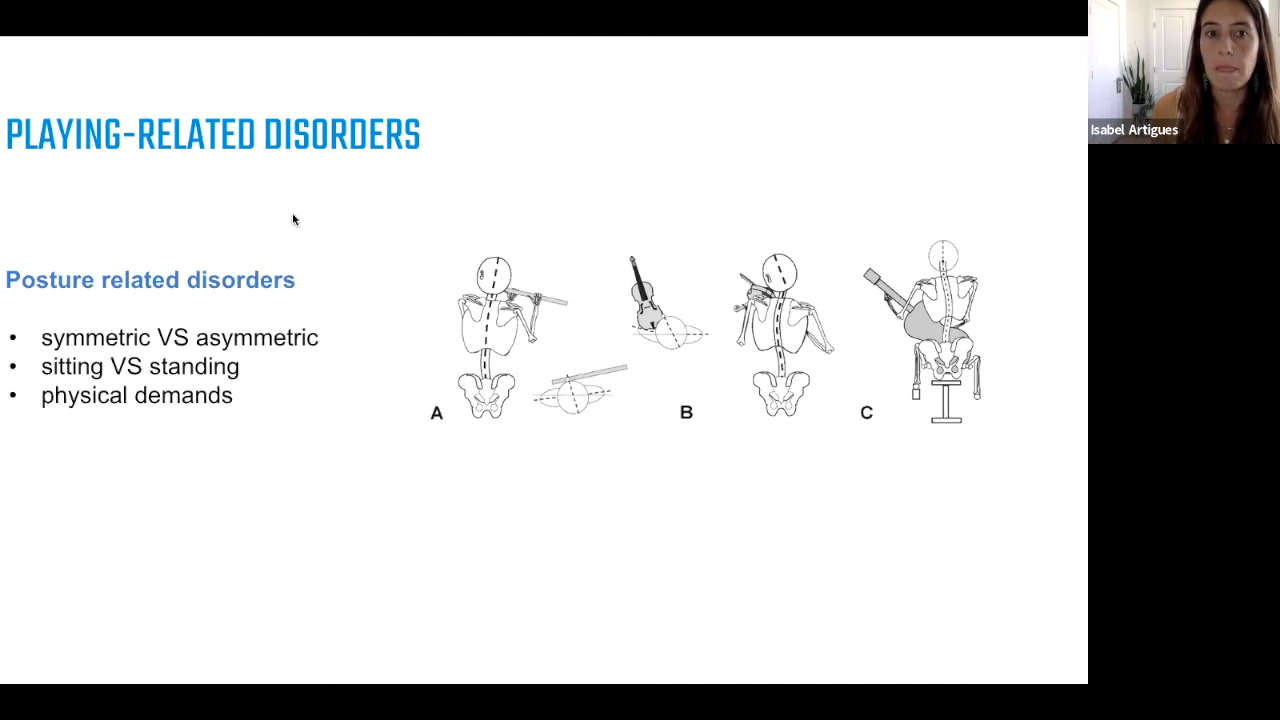 PLAYING-RELATED DISORDERS
Isabel Artigues
Posture related disorders
• symmetric VS asymmetric
• sitting VS standing
• physical demands
A
B
C